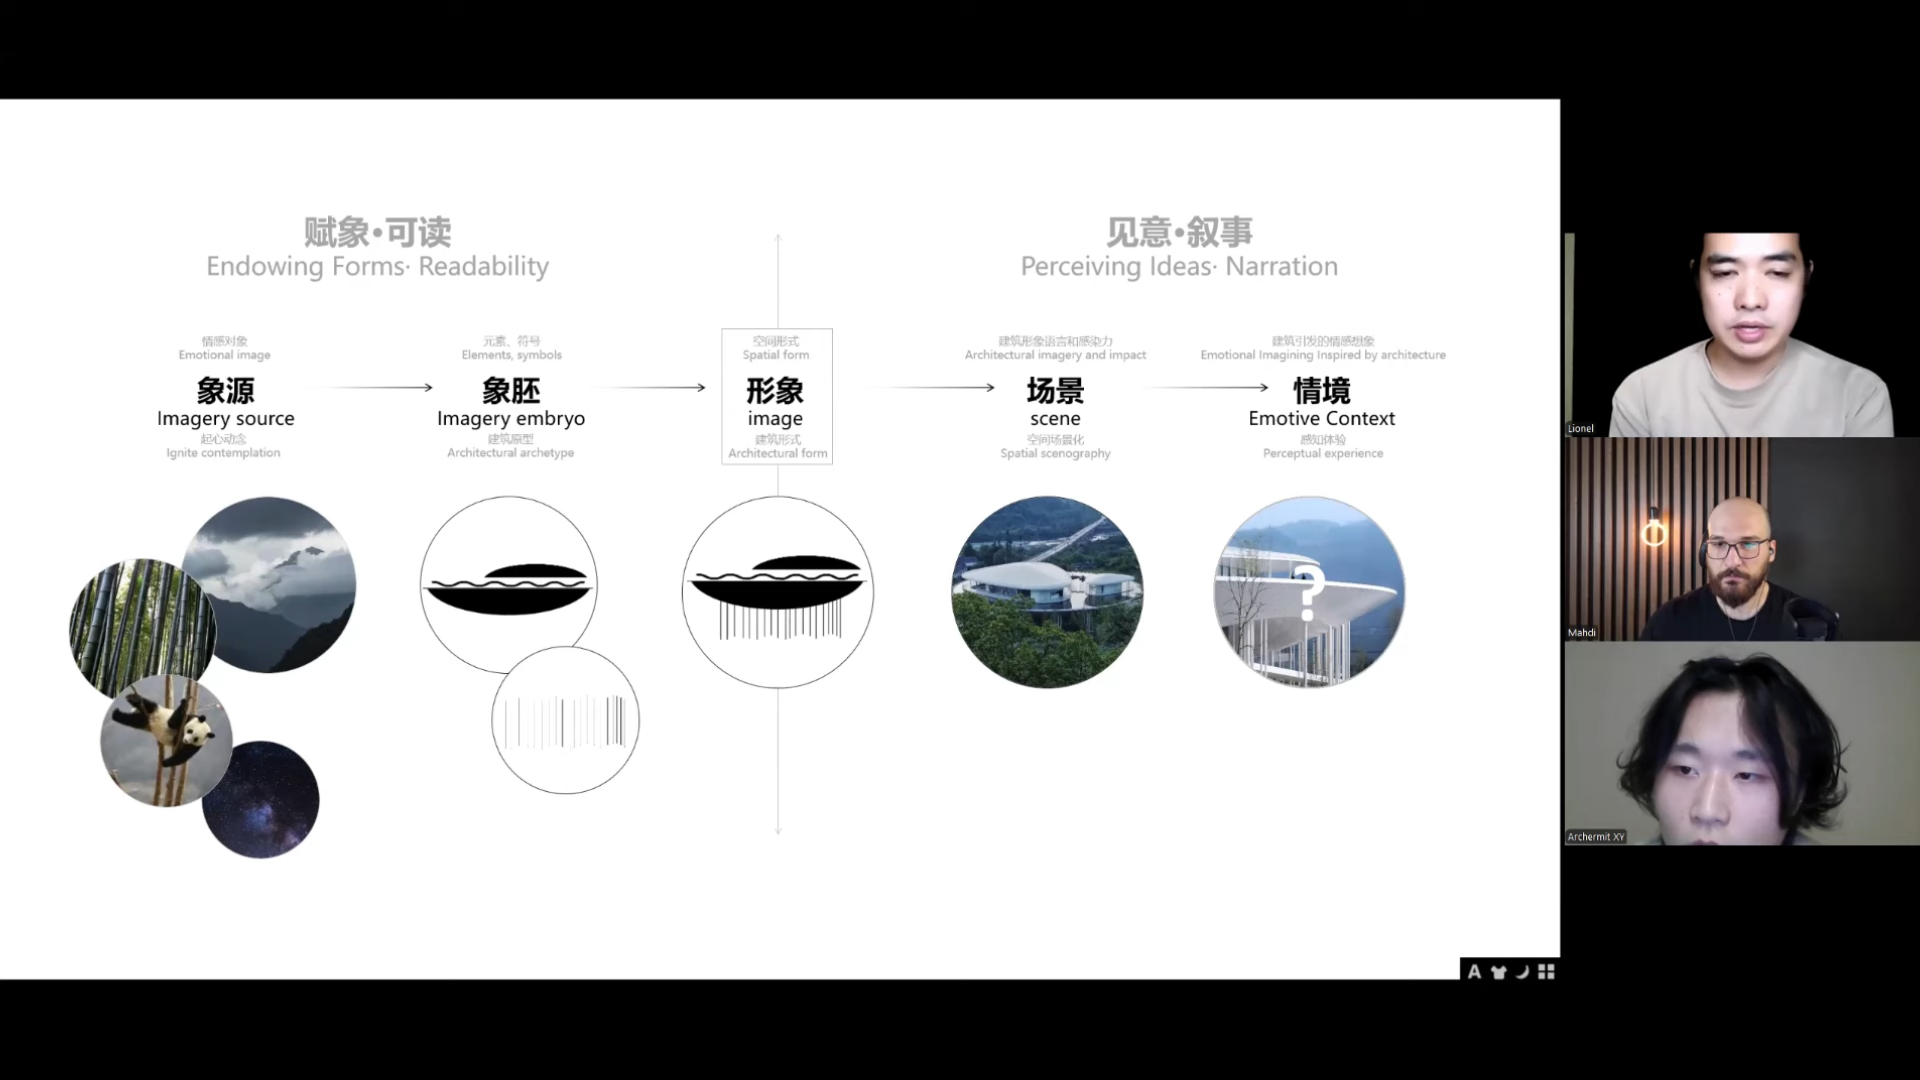 赋象•可读
Endowing Forms· Readability
见意•叙事
Perceiving Ideas· Narration
情感对象
Emotional image
象源
Imagery source
起心动念
Ignite contemplation
元素、符号
Elements, symbols
象胚
Imagery embryo
建筑原型
Architectural archetype
空间形式
Spatial form
形象
image
建筑形式
Architectural form
建筑形象语言和感染力
Architectural imagery and impact
场景
scene
空间场景化
Spatial scenography
建筑引发的情感想象
Emotional Imagining Inspired by architecture
情境
Emotive Context
感知体验
Perceptual experience
?
Lionel
Mahdi
Archermit XY
A